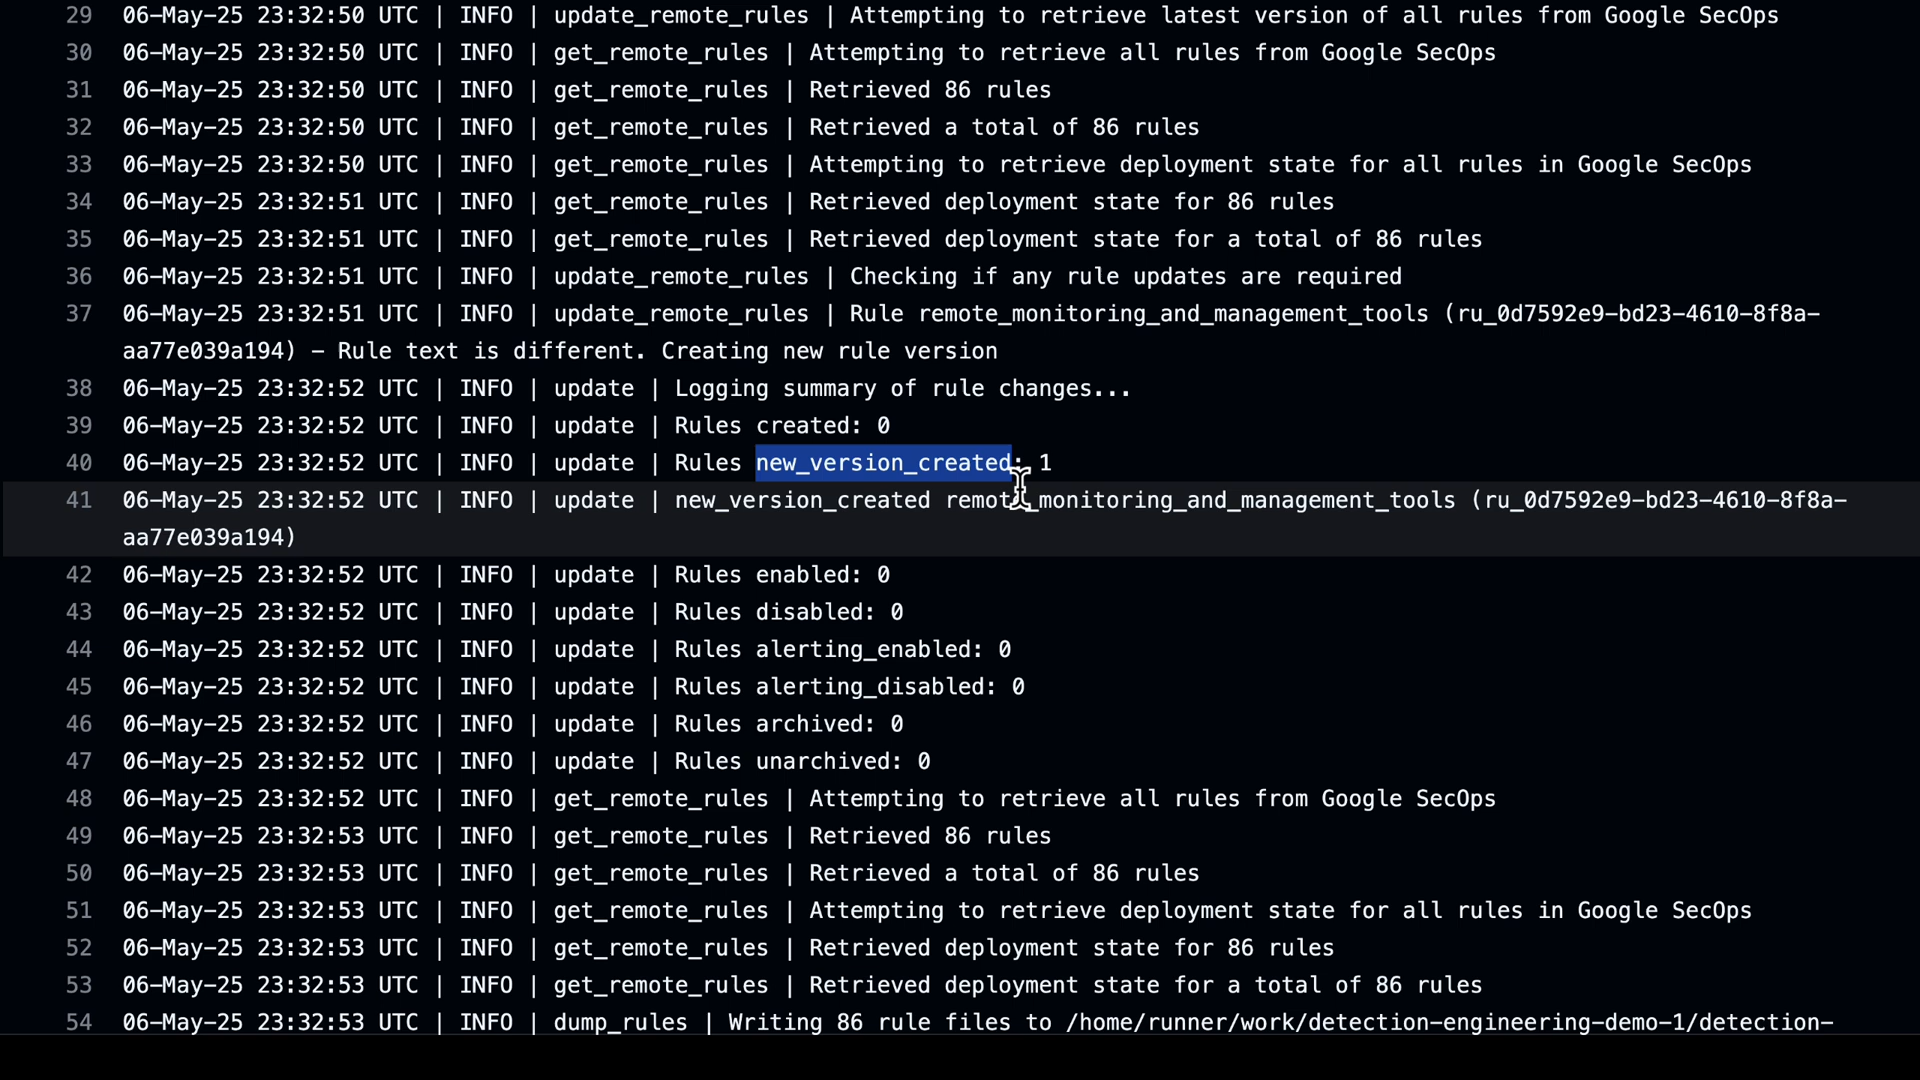 29 06-May-25 23:32:50 UTC | INFO | update_remote_rules | Attempting to retrieve latest version of all rules from Google SecOps
30 06-May-25 23:32:50 UTC | INFO | get_remote_rules | Attempting to retrieve all rules from Google SecOps
31 06-May-25 23:32:50 UTC | INFO | get_remote_rules | Retrieved 86 rules
32 06-May-25 23:32:50 UTC | INFO | get_remote_rules | Retrieved a total of 86 rules
33 06-May-25 23:32:50 UTC | INFO | get_remote_rules | Attempting to retrieve deployment state for all rules in Google SecOps
34 06-May-25 23:32:51 UTC | INFO | get_remote_rules | Retrieved deployment state for 86 rules
35 06-May-25 23:32:51 UTC | INFO | get_remote_rules | Retrieved deployment state for a total of 86 rules
36 06-May-25 23:32:51 UTC | INFO | update_remote_rules | Checking if any rule updates are required
37 06-May-25 23:32:51 UTC | INFO | update_remote_rules | Rule remote_monitoring_and_management_tools (ru_0d7592e9-bd23-4610-8f8a-
aa77e039a194) – Rule text is different. Creating new rule version
38 06-May-25 23:32:52 UTC | INFO | update | Logging summary of rule changes...
39 06-May-25 23:32:52 UTC | INFO | update | Rules created: 0
40 06-May-25 23:32:52 UTC | INFO | update | Rules new_version_created: 1
41 06-May-25 23:32:52 UTC | INFO | update | new_version_created remote_monitoring_and_management_tools (ru_0d7592e9-bd23-4610-8f8a-
aa77e039a194)
42 06-May-25 23:32:52 UTC | INFO | update | Rules enabled: 0
43 06-May-25 23:32:52 UTC | INFO | update | Rules disabled: 0
44 06-May-25 23:32:52 UTC | INFO | update | Rules alerting_enabled: 0
45 06-May-25 23:32:52 UTC | INFO | update | Rules alerting_disabled: 0
46 06-May-25 23:32:52 UTC | INFO | update | Rules archived: 0
47 06-May-25 23:32:52 UTC | INFO | update | Rules unarchived: 0
48 06-May-25 23:32:52 UTC | INFO | get_remote_rules | Attempting to retrieve all rules from Google SecOps
49 06-May-25 23:32:53 UTC | INFO | get_remote_rules | Retrieved 86 rules
50 06-May-25 23:32:53 UTC | INFO | get_remote_rules | Retrieved a total of 86 rules
51 06-May-25 23:32:53 UTC | INFO | get_remote_rules | Attempting to retrieve deployment state for all rules in Google SecOps
52 06-May-25 23:32:53 UTC | INFO | get_remote_rules | Retrieved deployment state for 86 rules
53 06-May-25 23:32:53 UTC | INFO | get_remote_rules | Retrieved deployment state for a total of 86 rules
54 06-May-25 23:32:53 UTC | INFO | dump_rules | Writing 86 rule files to /home/runner/work/detection-engineering-demo-1/detection-